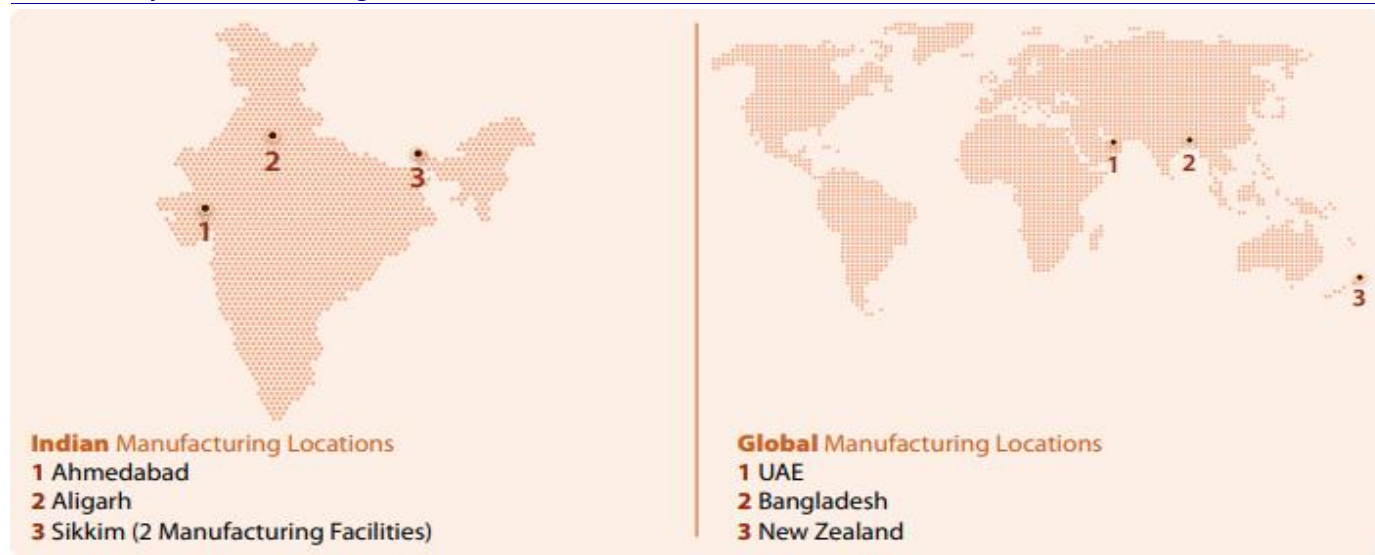 1
2
3
Indian Manufacturing Locations
1 Ahmedabad
2 Aligarh
3 Sikkim (2 Manufacturing Facilities)
1
2
3
Global Manufacturing Locations
1 UAE
2 Bangladesh
3 New Zealand